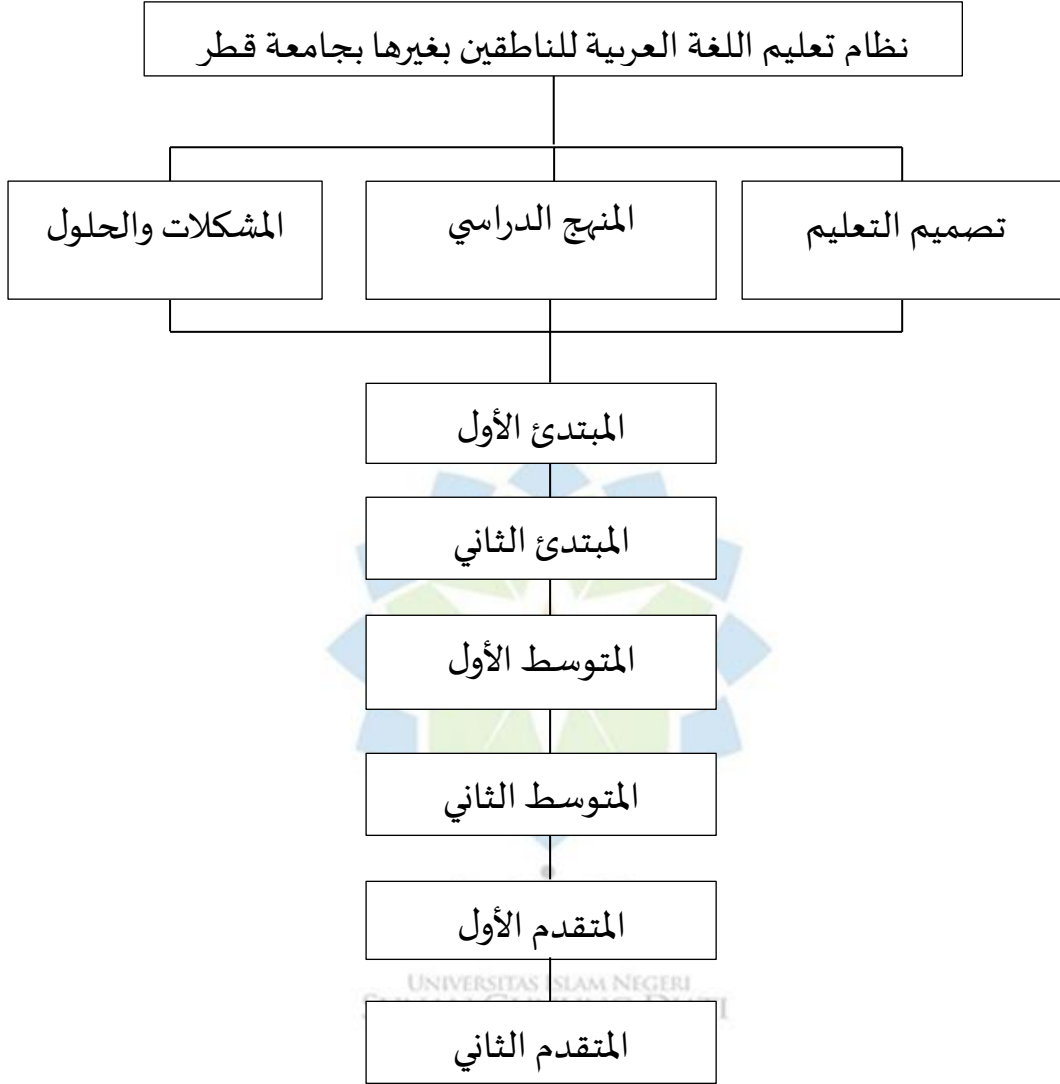 نظام تعليم اللغة العربية للناطقين بغيرها بجامعة قطر
تصميم التعليم
المنهج الدراسي
المشكلات والحلول
المبتدئ الأول
المبتدئ الثاني
المتوسط الأول
المتوسط الثاني
المتقدم الأول
UNIVERSITAS ISLAM NEGERI
المتقدم الثاني